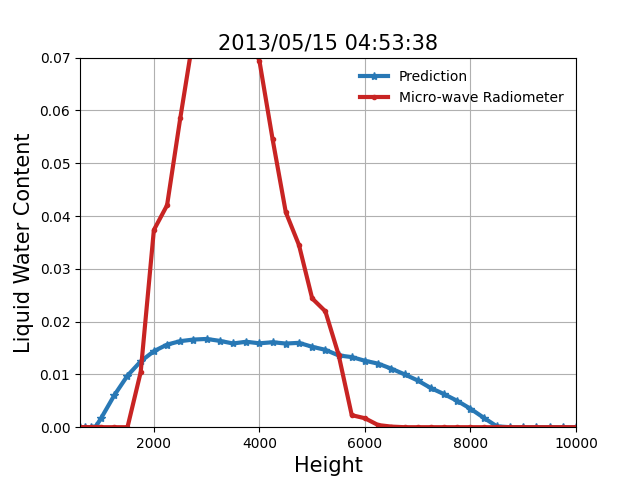 2013/05/15 04:53:38
0.07
0.06
0.05
0.04
0.03
0.02
0.01
0.00
Liquid Water Content
Prediction
Micro-wave Radiometer
2000 4000 6000 8000 10000
Height